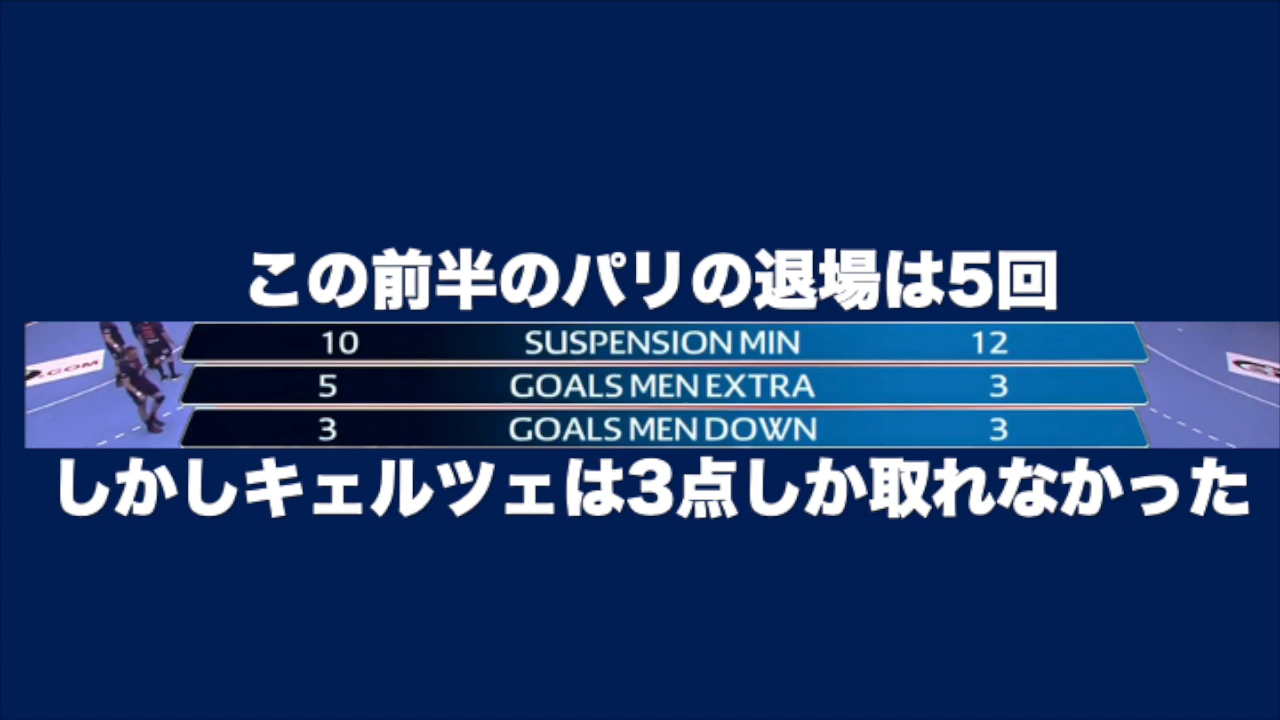 この前半のパリの退場は5回
10 SUSPENSION MIN 12
5 GOALS MEN EXTRA 3
3 GOALS MEN DOWN 3
.COM
しかしキェルツェは3点しか取れなかった